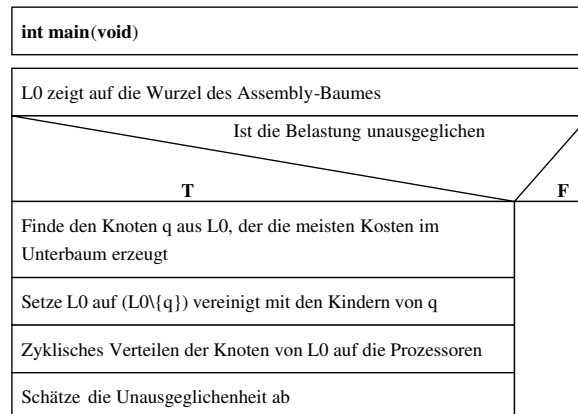 int main(void)
L0 zeigt auf die Wurzel des Assembly-Baumes
Ist die Belastung unausgeglichen
T
F
Finde den Knoten q aus L0, der die meisten Kosten im
Unterbaum erzeugt
Setze L0 auf (L0\{q}) vereinigt mit den Kindern von q
Zyklisches Verteilen der Knoten von L0 auf die Prozessoren
Schätze die Unausgeglichenheit ab